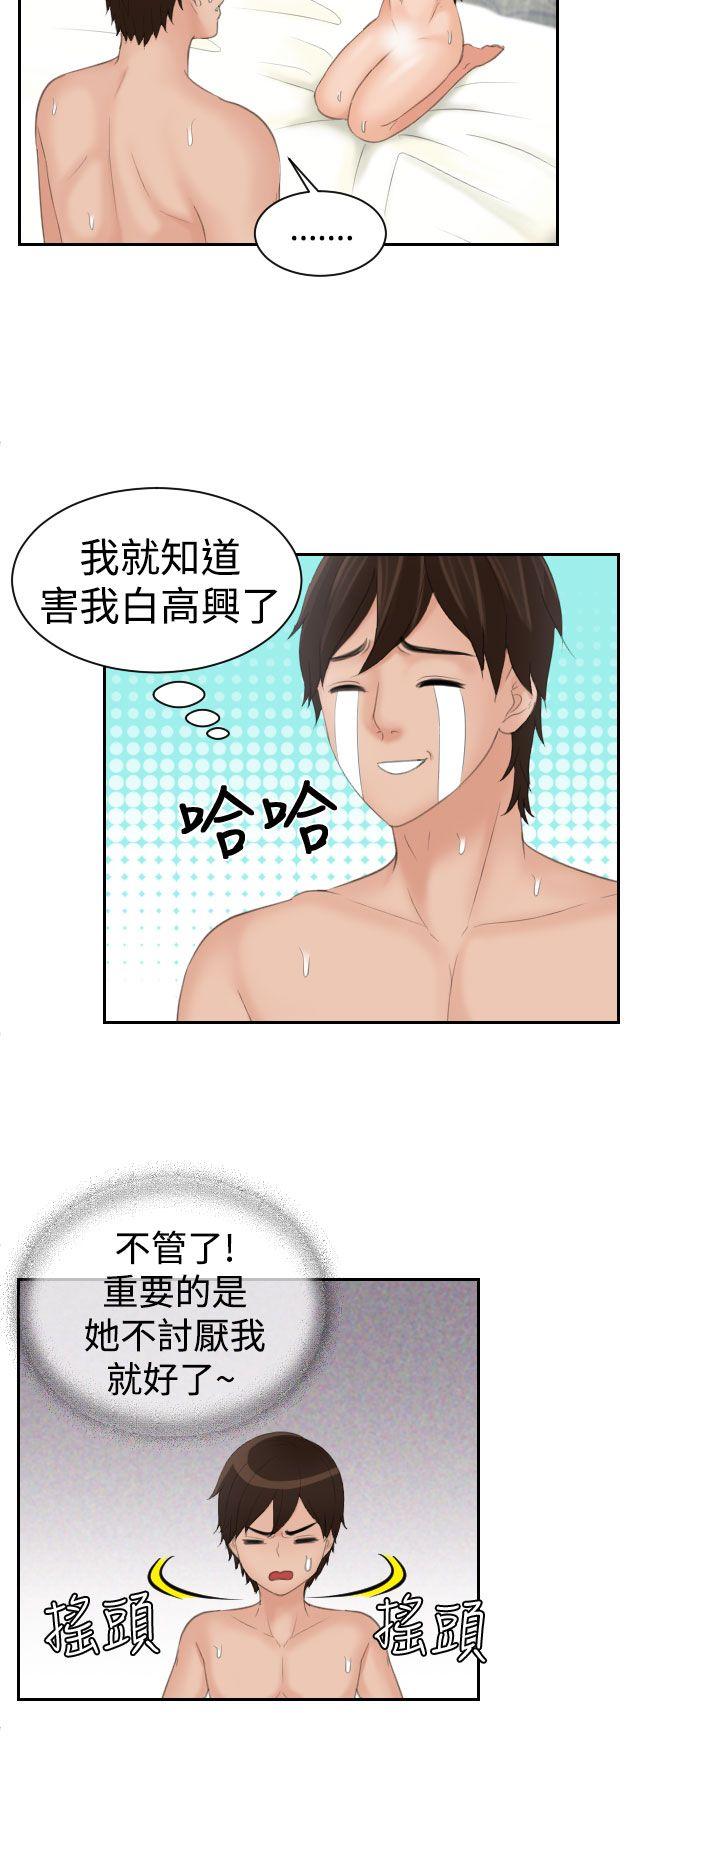 .......
我就知道
害我白高興了
哈哈
不管了!
重要的是
她不討厭我
就好了~
搖頭
搖頭